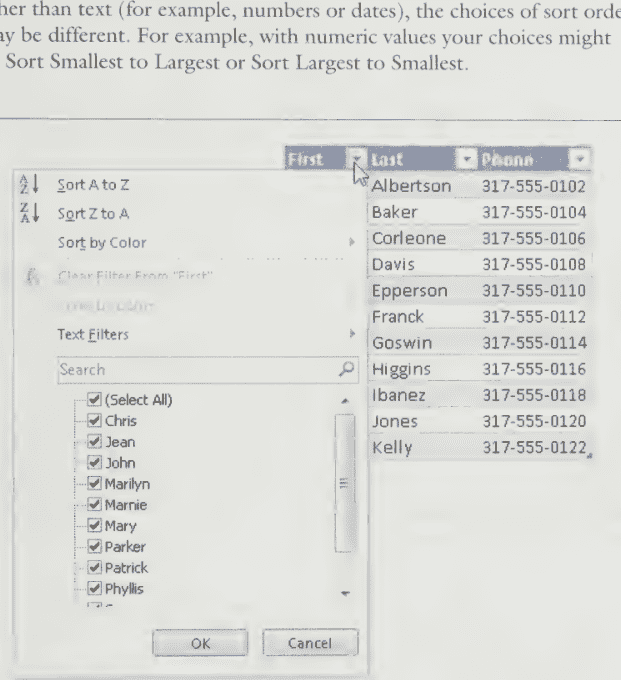 her than text (for example, numbers or dates), the choices of sort orde
ay be different. For example, with numeric values your choices might
Sort Smallest to Largest or Sort Largest to Smallest.
First Last Phone
Sort A to Z
Sort Z to A
Sort by Color
Clear Filter From "First"
Text Filters
Search
(Select All)
Chris
Jean
John
Marilyn
Marnie
Mary
Parker
Patrick
Phyllis
OK Cancel
Albertson 317-555-0102
Baker 317-555-0104
Corleone 317-555-0106
Davis 317-555-0108
Epperson 317-555-0110
Franck 317-555-0112
Goswin 317-555-0114
Higgins 317-555-0116
Ibanez 317-555-0118
Jones 317-555-0120
Kelly 317-555-0122